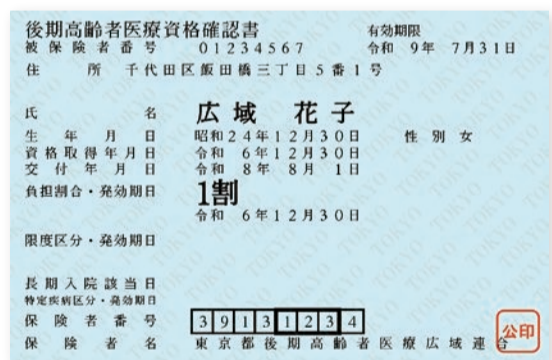 後期高齢者医療資格確認書
有効期限
被保険者番号 01234567 令和 9年 7月31日
住所 千代田区飯田橋三丁目5番1号
氏名 広域 花子
生年月日 昭和24年12月30日 性別 女
資格取得年月日 令和 6年12月30日
交付年月日 令和 8年 8月 1日
負担割合・発効期日 1割
令和 6年12月30日
限度区分・発効期日
長期入院該当日
特定疾病区分・発効期日
保険者番号 39131234
保険者名 東京都後期高齢者医療広域連合
公印
TOKYO